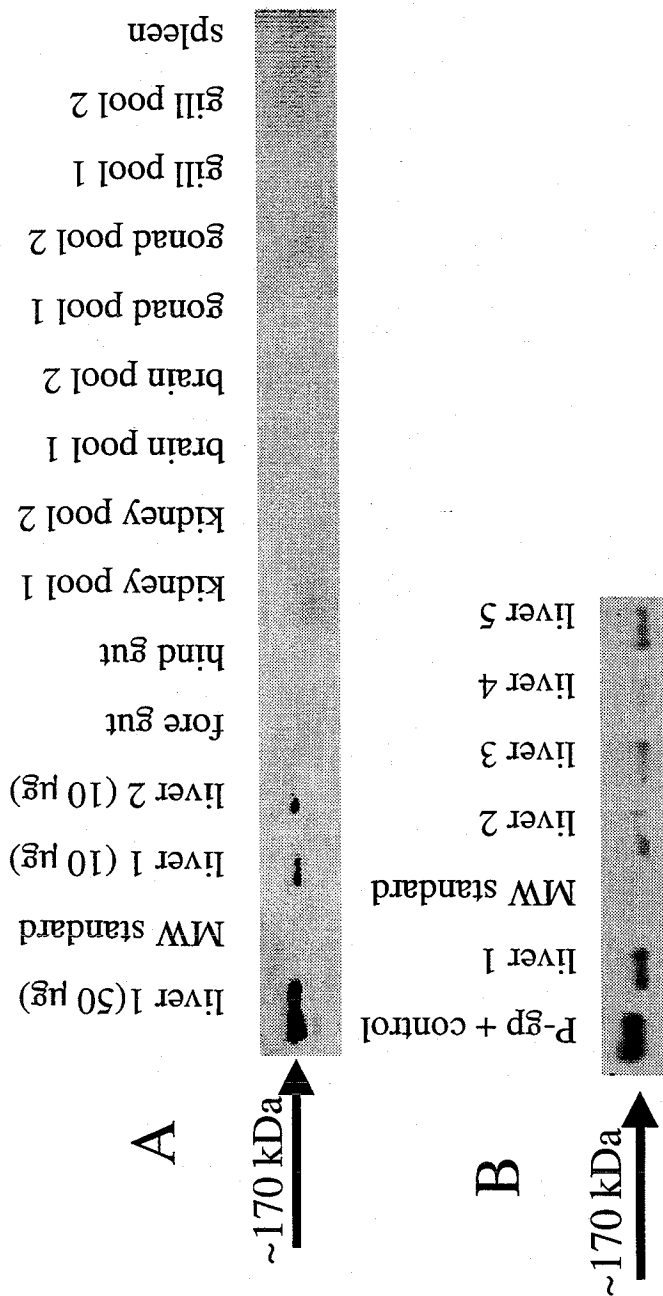 A
~170 kDa
liver 1(50 µg)
MW standard
liver 1 (10 µg)
liver 2 (10 µg)
fore gut
hind gut
kidney pool 1
kidney pool 2
brain pool 1
brain pool 2
gonad pool 1
gonad pool 2
gill pool 1
gill pool 2
spleen
B
~170 kDa
P-gp + control
liver 1
MW standard
liver 2
liver 3
liver 4
liver 5